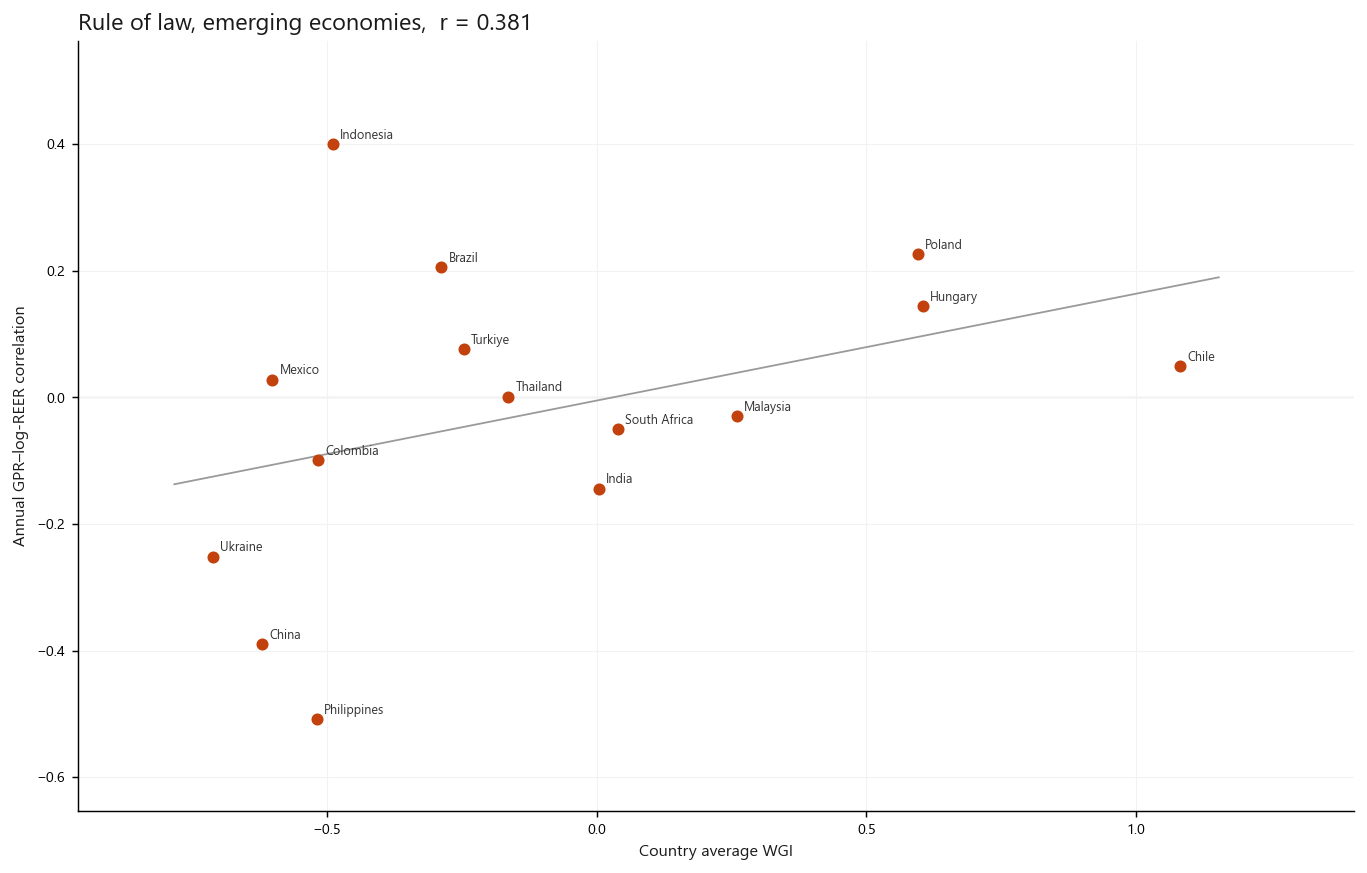 Rule of law, emerging economies,  r = 0.381
Annual GPR–log-REER correlation
0.4
0.2
0.0
−0.2
−0.4
−0.6
Indonesia
Poland
Brazil
Hungary
Turkiye
Chile
Mexico
Thailand
Malaysia
South Africa
Colombia
India
Ukraine
China
Philippines
−0.5
0.0
0.5
1.0
Country average WGI